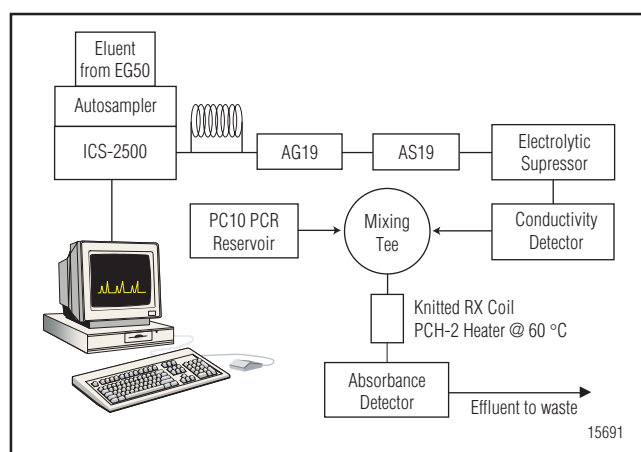 Eluent
from EG50
Autosampler
ICS-2500
AG19
AS19
Electrolytic
Supressor
PC10 PCR
Reservoir
Mixing
Tee
Conductivity
Detector
Knitted RX Coil
PCH-2 Heater @ 60 °C
Absorbance
Detector
Effluent to waste
15691